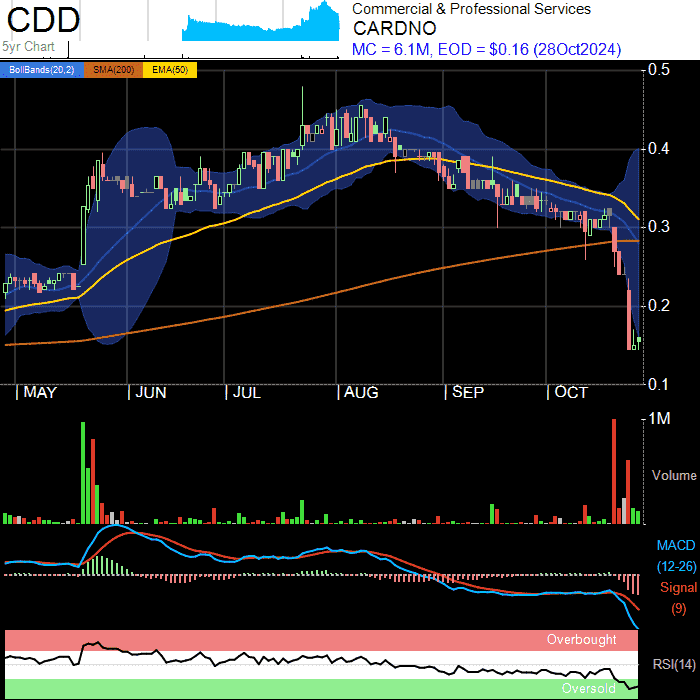 CDD
Commercial & Professional Services
CARDNO
5yr Chart
MC = 6.1M, EOD = $0.16 (28Oct2024)
BollBands(20,2) SMA(200) EMA(50)
0.5
0.4
0.3
0.2
0.1
MAY JUN JUL AUG SEP OCT
1M
Volume
MACD
(12-26)
Signal
(9)
Overbought
RSI(14)
Oversold